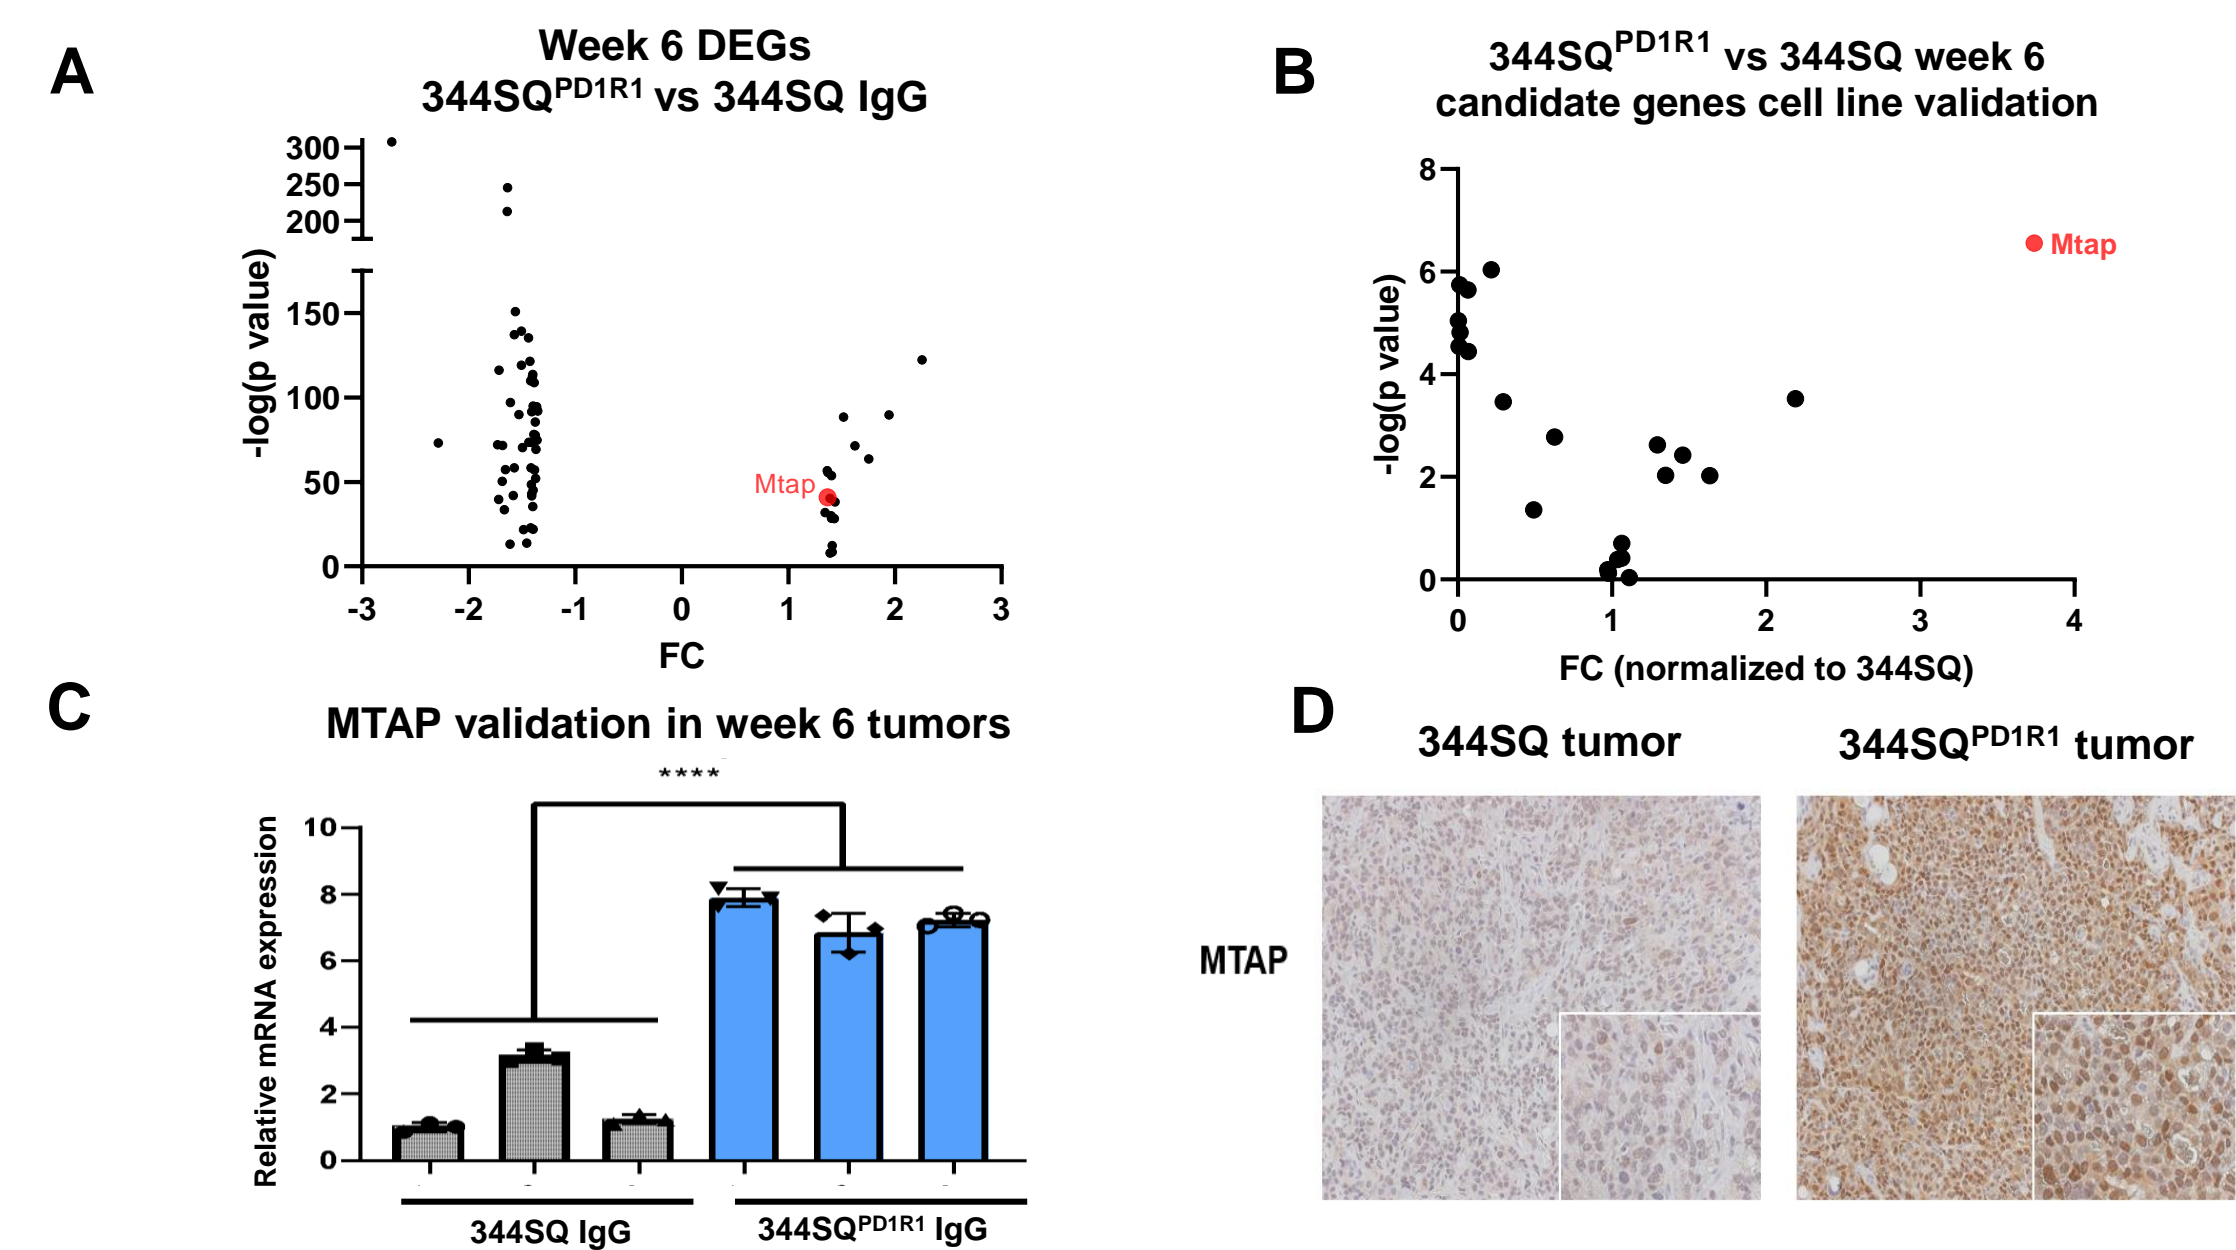 A
Week 6 DEGs
344SQPD1R1 vs 344SQ IgG
300
250
200
150
100
50
0
-log(p value)
Mtap
-3 -2 -1 0 1 2 3
FC
B
344SQPD1R1 vs 344SQ week 6
candidate genes cell line validation
8
6
4
2
0
-log(p value)
Mtap
0 1 2 3 4
FC (normalized to 344SQ)
C
MTAP validation in week 6 tumors
****
10
8
6
4
2
0
Relative mRNA expression
344SQ IgG
344SQPD1R1 IgG
D
344SQ tumor
344SQPD1R1 tumor
MTAP